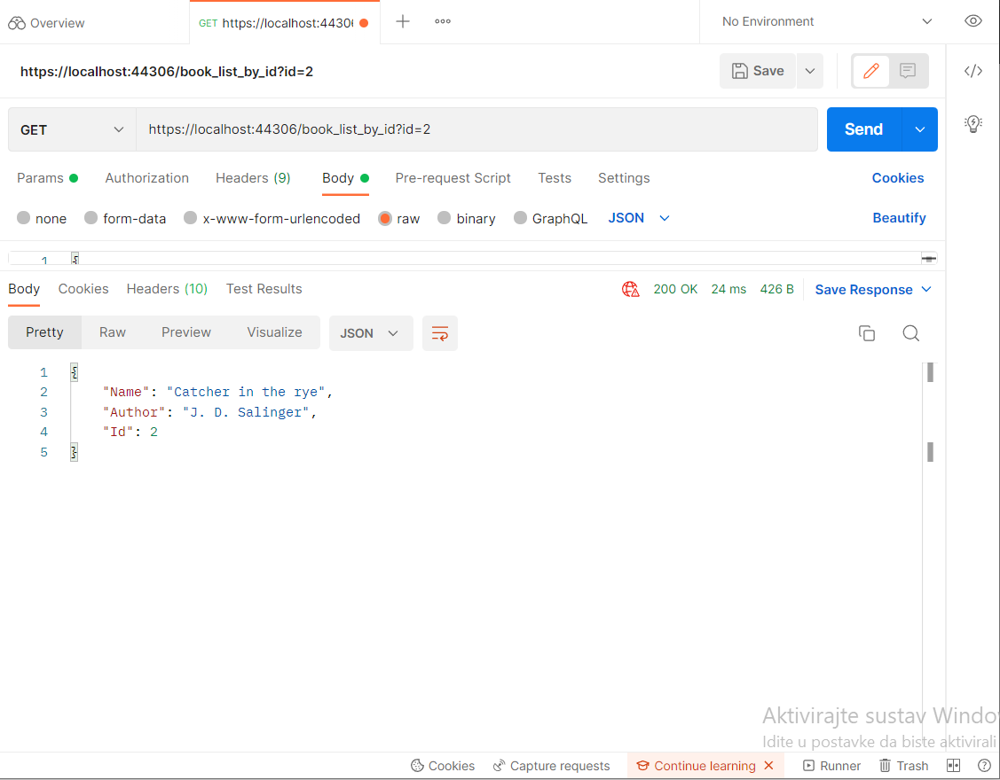 Overview
GET https://localhost:4430
No Environment
https://localhost:44306/book_list_by_id?id=2
Save
GET
https://localhost:44306/book_list_by_id?id=2
Send
Params Authorization Headers (9) Body Pre-request Script Tests Settings Cookies
none form-data x-www-form-urlencoded raw binary GraphQL JSON Beautify
1 {
Body Cookies Headers (10) Test Results 200 OK 24 ms 426 B Save Response
Pretty Raw Preview Visualize JSON
1 {
2 "Name": "Catcher in the rye",
3 "Author": "J. D. Salinger",
4 "Id": 2
5 }
Aktivirajte sustav Windo
Idite u postavke da biste aktivirali
Cookies Capture requests Continue learning Runner Trash